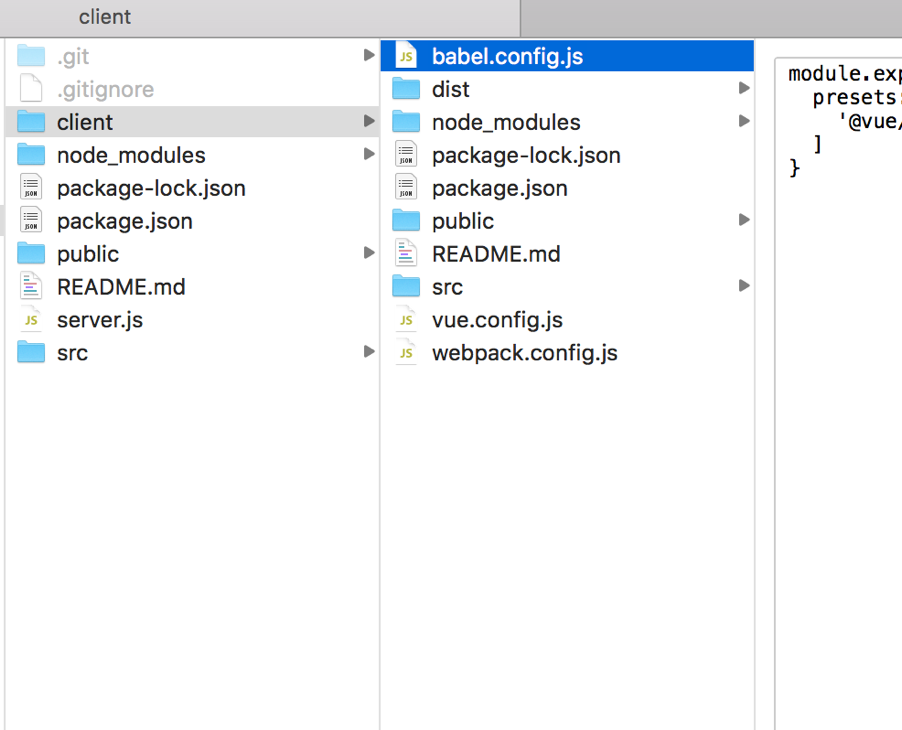 client
.git
.gitignore
client
node_modules
package-lock.json
package.json
public
README.md
server.js
src
babel.config.js
dist
node_modules
package-lock.json
package.json
public
README.md
src
vue.config.js
webpack.config.js
module.exp
presets:
'@vue/
]
}